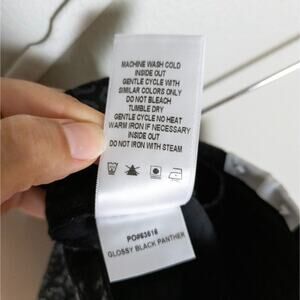 MACHINE WASH COLD
INSIDE OUT
GENTLE CYCLE WITH
SIMILAR COLORS ONLY
DO NOT BLEACH
TUMBLE DRY
GENTLE CYCLE NO HEAT
WARM IRON IF NECESSARY
INSIDE OUT
DO NOT IRON WITH STEAM
PO#63616
GLOSSY BLACK PANTHER